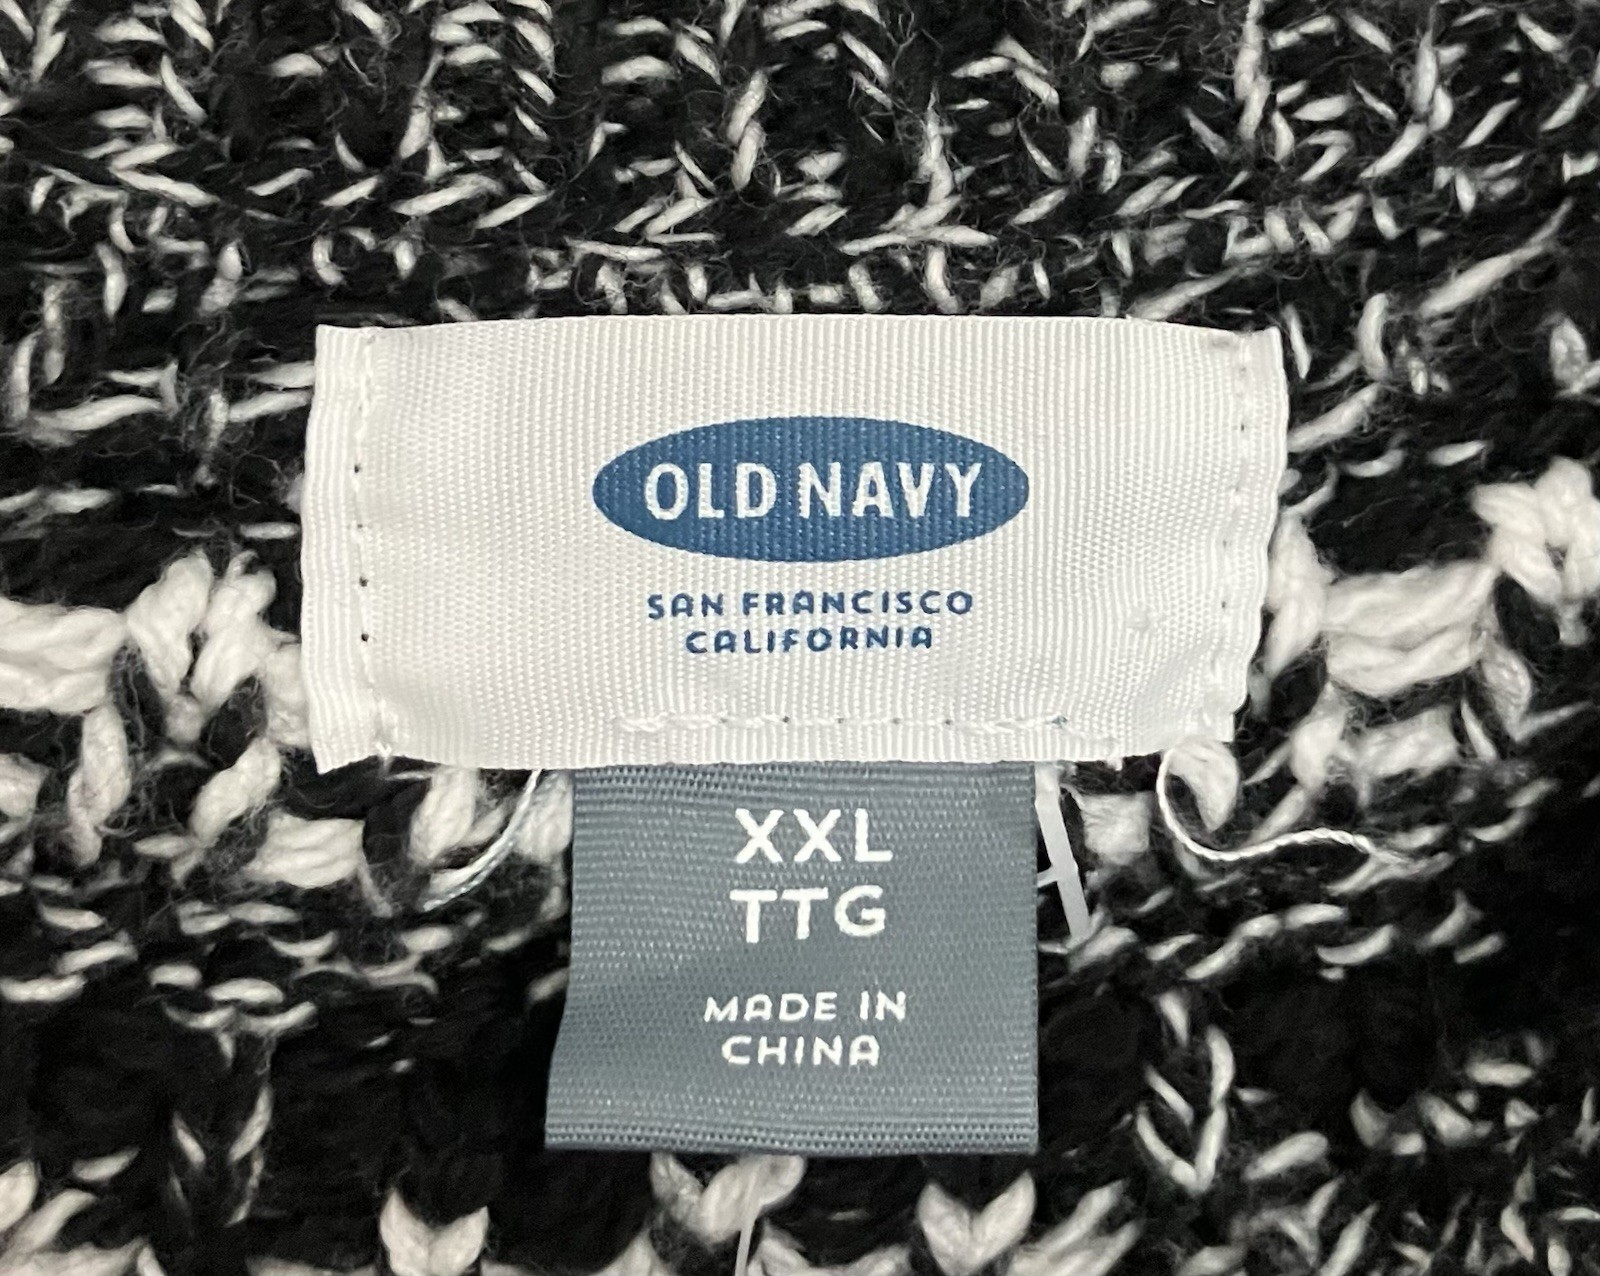 OLD NAVY
SAN FRANCISCO
CALIFORNIA
XXL
TTG
MADE IN
CHINA